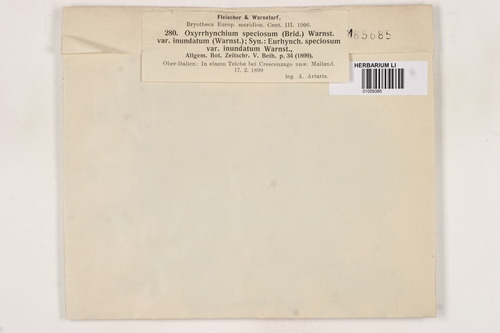 Fleischer & Warnstorf,
Bryotheca Europ. meridion. Cent. III. 1906.
280. Oxyrrhynchium speciosum (Brid.) Warnst.
var. inundatum (Warnst.); Syn.: Eurhynch. speciosum
var. inundatum Warnst.,
Allgem. Bot. Zeitschr. V. Beih. p. 34 (1899).
Ober-Italien: In einem Teiche bei Crescenzago unw. Mailand.
17. 2. 1899
leg. A. Artaria.
185685
HERBARIUM LI
01009365